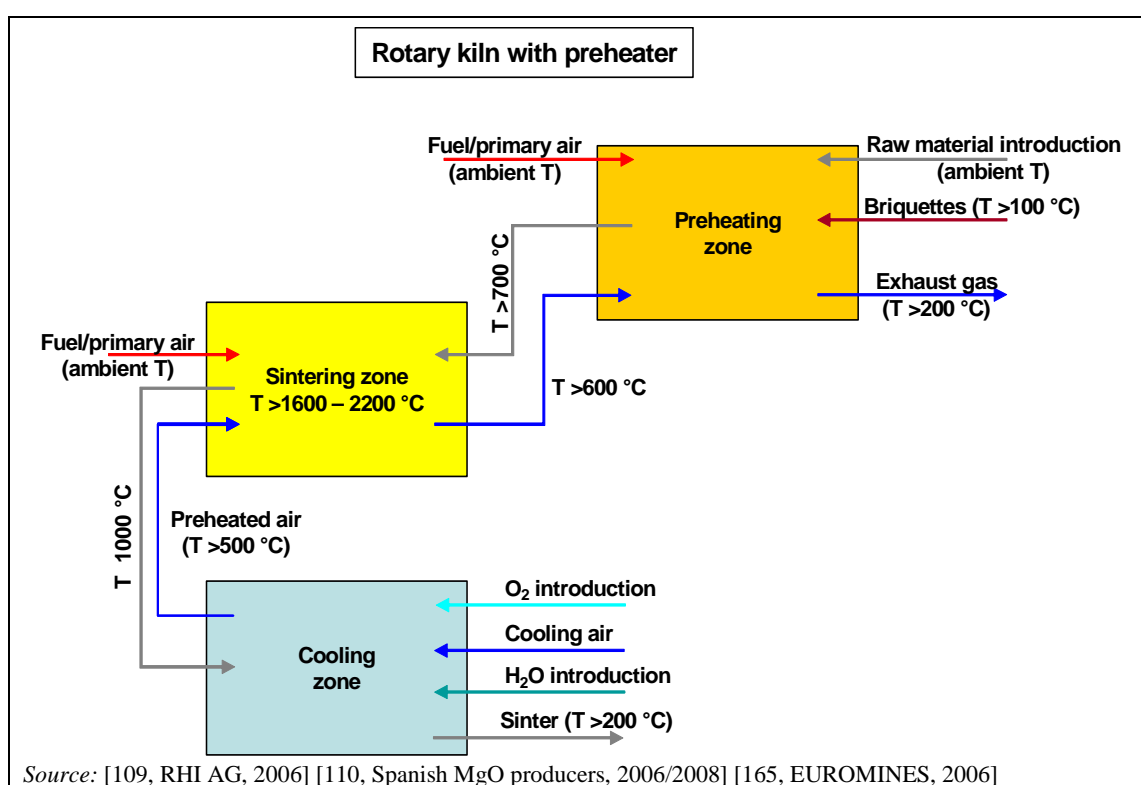 Rotary kiln with preheater
Fuel/primary air
(ambient T)
Raw material introduction
(ambient T)
Briquettes (T >100 °C)
Preheating
zone
Exhaust gas
(T >200 °C)
T >700 °C
Fuel/primary air
(ambient T)
Sintering zone
T >1600 – 2200 °C
T >600 °C
T  1000 °C
Preheated air
(T >500 °C)
O₂ introduction
Cooling air
Cooling
zone
H₂O introduction
Sinter (T >200 °C)
Source: [109, RHI AG, 2006] [110, Spanish MgO producers, 2006/2008] [165, EUROMINES, 2006]